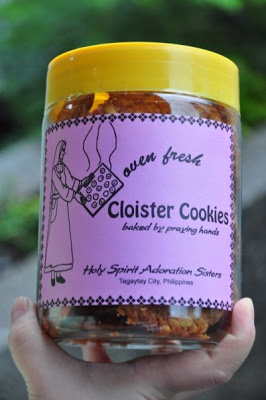 oven fresh
Cloister Cookies
baked by praying hands
Holy Spirit Adoration Sisters
Tagaytay City, Philippines